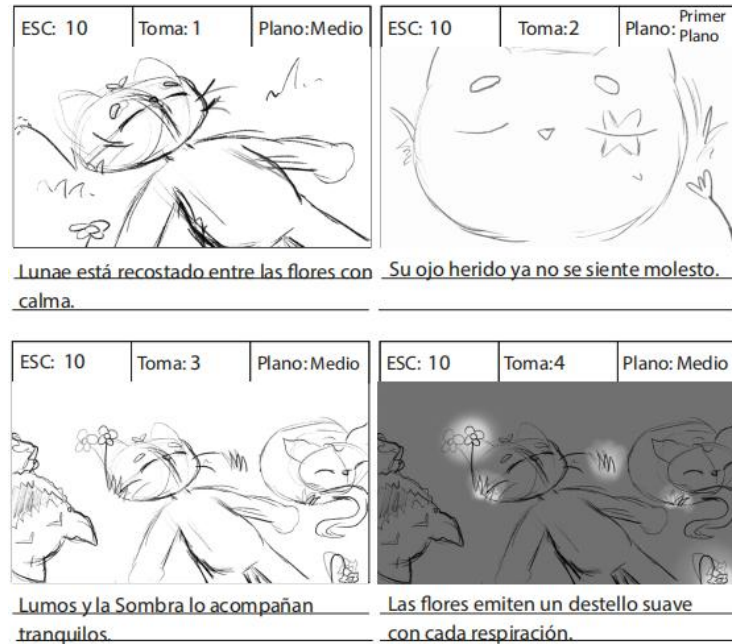 ESC: 10 Toma: 1 Plano: Medio
Lunae está recostado entre las flores con
calma.
ESC: 10 Toma:2 Plano: Primer Plano
Su ojo herido ya no se siente molesto.
ESC: 10 Toma: 3 Plano: Medio
Lumos y la Sombra lo acompañan
tranquilos.
ESC: 10 Toma:4 Plano: Medio
Las flores emiten un destello suave
con cada respiración.